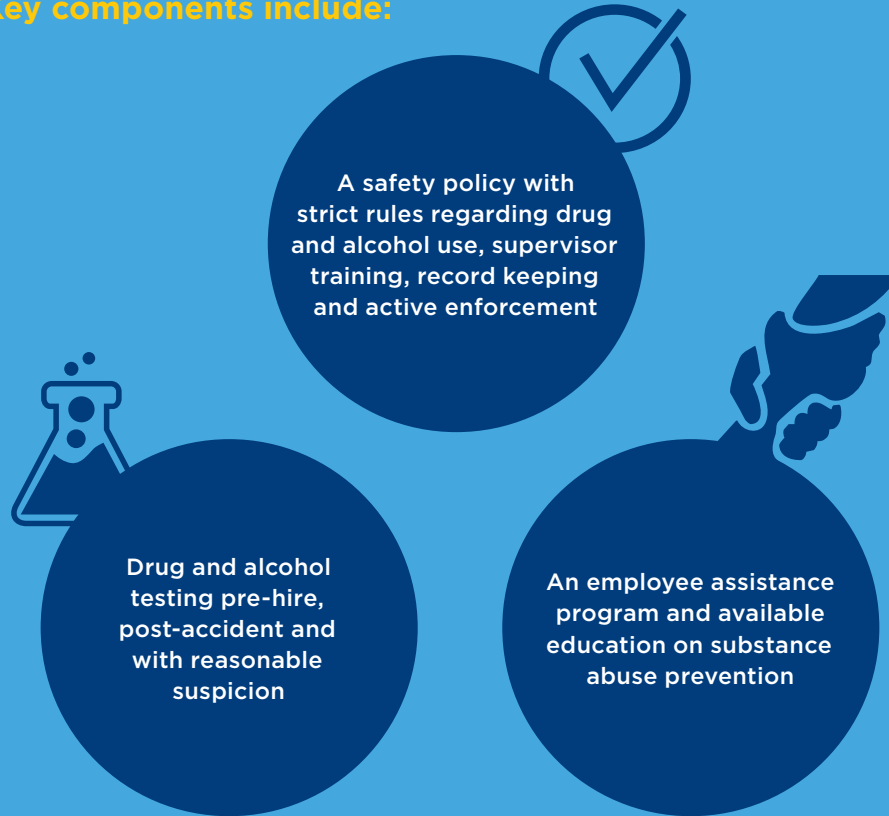 Key components include:
A safety policy with
strict rules regarding drug
and alcohol use, supervisor
training, record keeping
and active enforcement
Drug and alcohol
testing pre-hire,
post-accident and
with reasonable
suspicion
An employee assistance
program and available
education on substance
abuse prevention